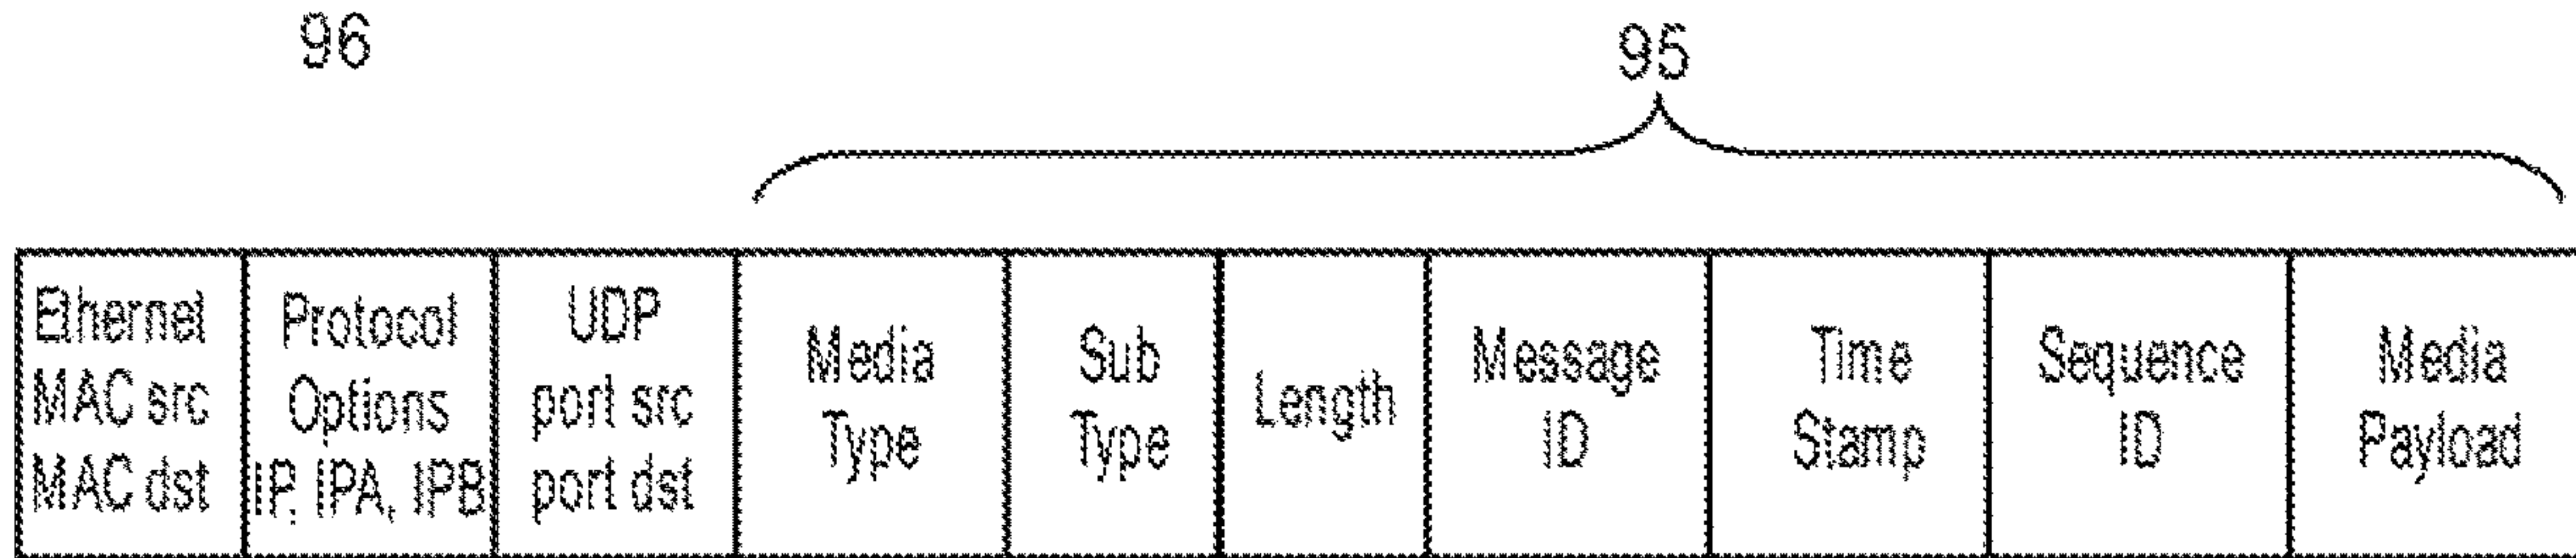 96
95
Ethernet
MAC src
MAC dst
Protocol
Options
IP, IPA, IPB
UDP
port src
port dst
Media
Type
Sub
Type
Length
Message
ID
Time
Stamp
Sequence
ID
Media
Payload